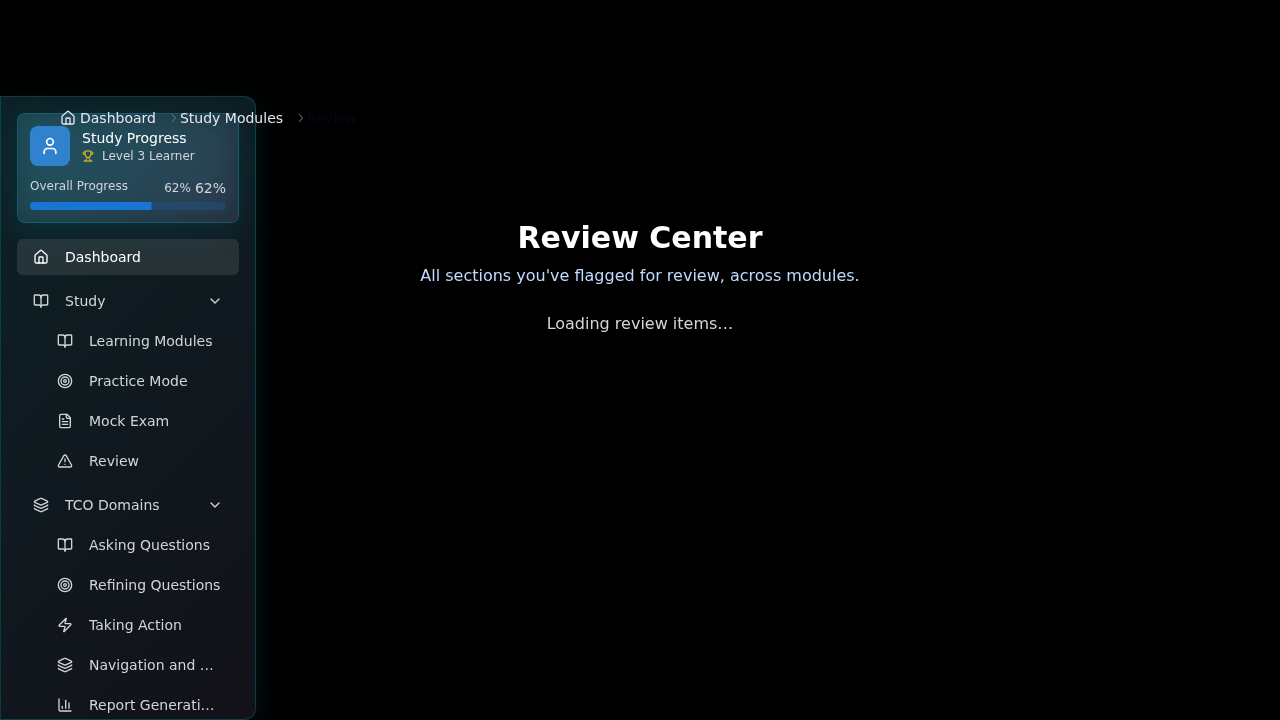 Dashboard > Study Modules > Review
Study Progress
Level 3 Learner
Overall Progress 62% 62%
Dashboard
Study
Learning Modules
Practice Mode
Mock Exam
Review
TCO Domains
Asking Questions
Refining Questions
Taking Action
Navigation and ...
Report Generati...
Review Center
All sections you've flagged for review, across modules.
Loading review items...